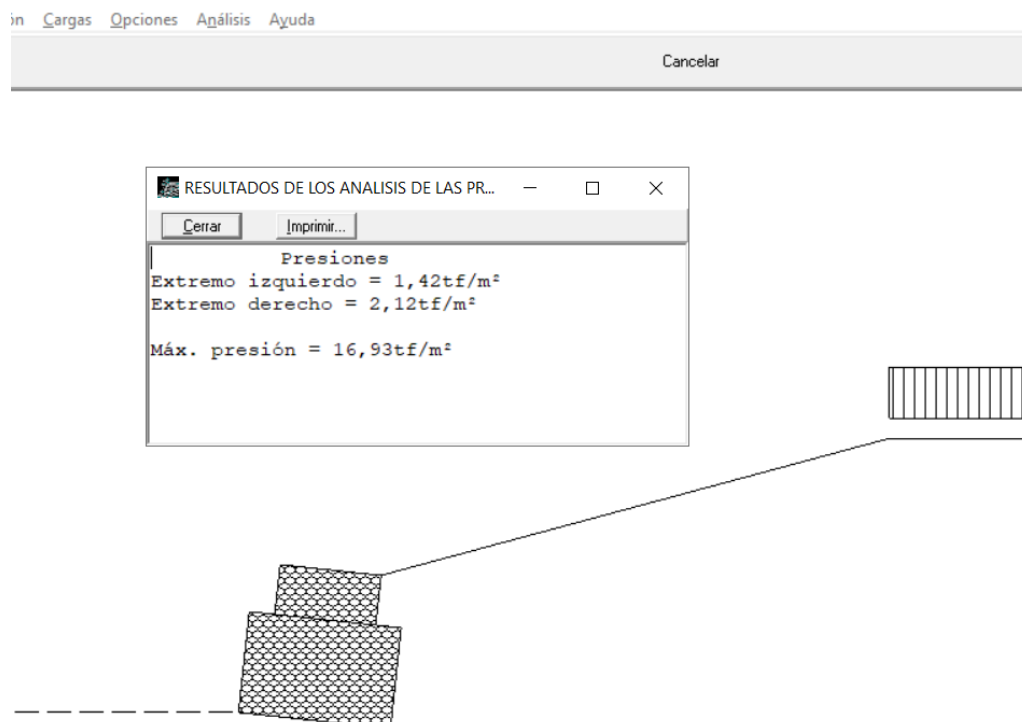 ón Cargas Opciones Análisis Ayuda
Cancelar
RESULTADOS DE LOS ANALISIS DE LAS PR...
Cerrar Imprimir...
Presiones
Extremo izquierdo = 1,42tf/m²
Extremo derecho = 2,12tf/m²
Máx. presión = 16,93tf/m²